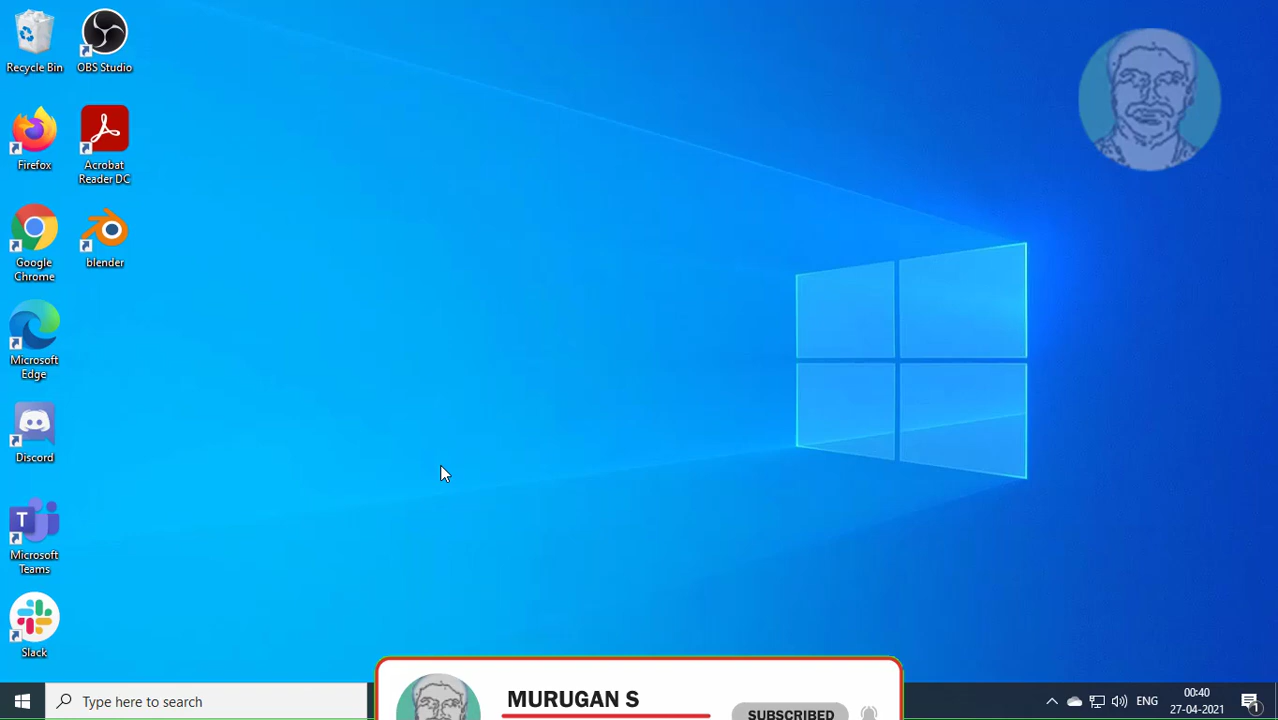 Recycle Bin
OBS Studio
Firefox
Acrobat
Reader DC
Google
Chrome
blender
Microsoft
Edge
Discord
T
Microsoft
Teams
Slack
MURUGAN S
SUBSCRIBED
Type here to search
ENG
00:40
27-04-2021
1